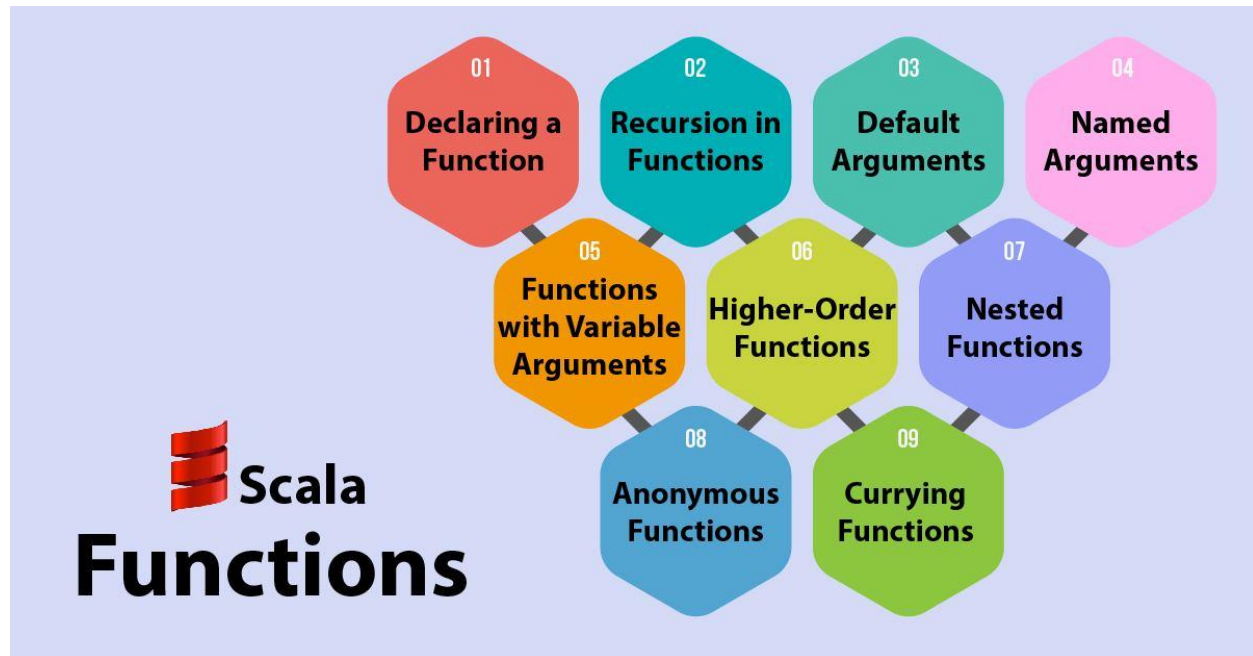 01
Declaring a
Function
02
Recursion in
Functions
03
Default
Arguments
04
Named
Arguments
05
Functions
with Variable
Arguments
06
Higher-Order
Functions
07
Nested
Functions
08
Anonymous
Functions
09
Currying
Functions
Scala
Functions